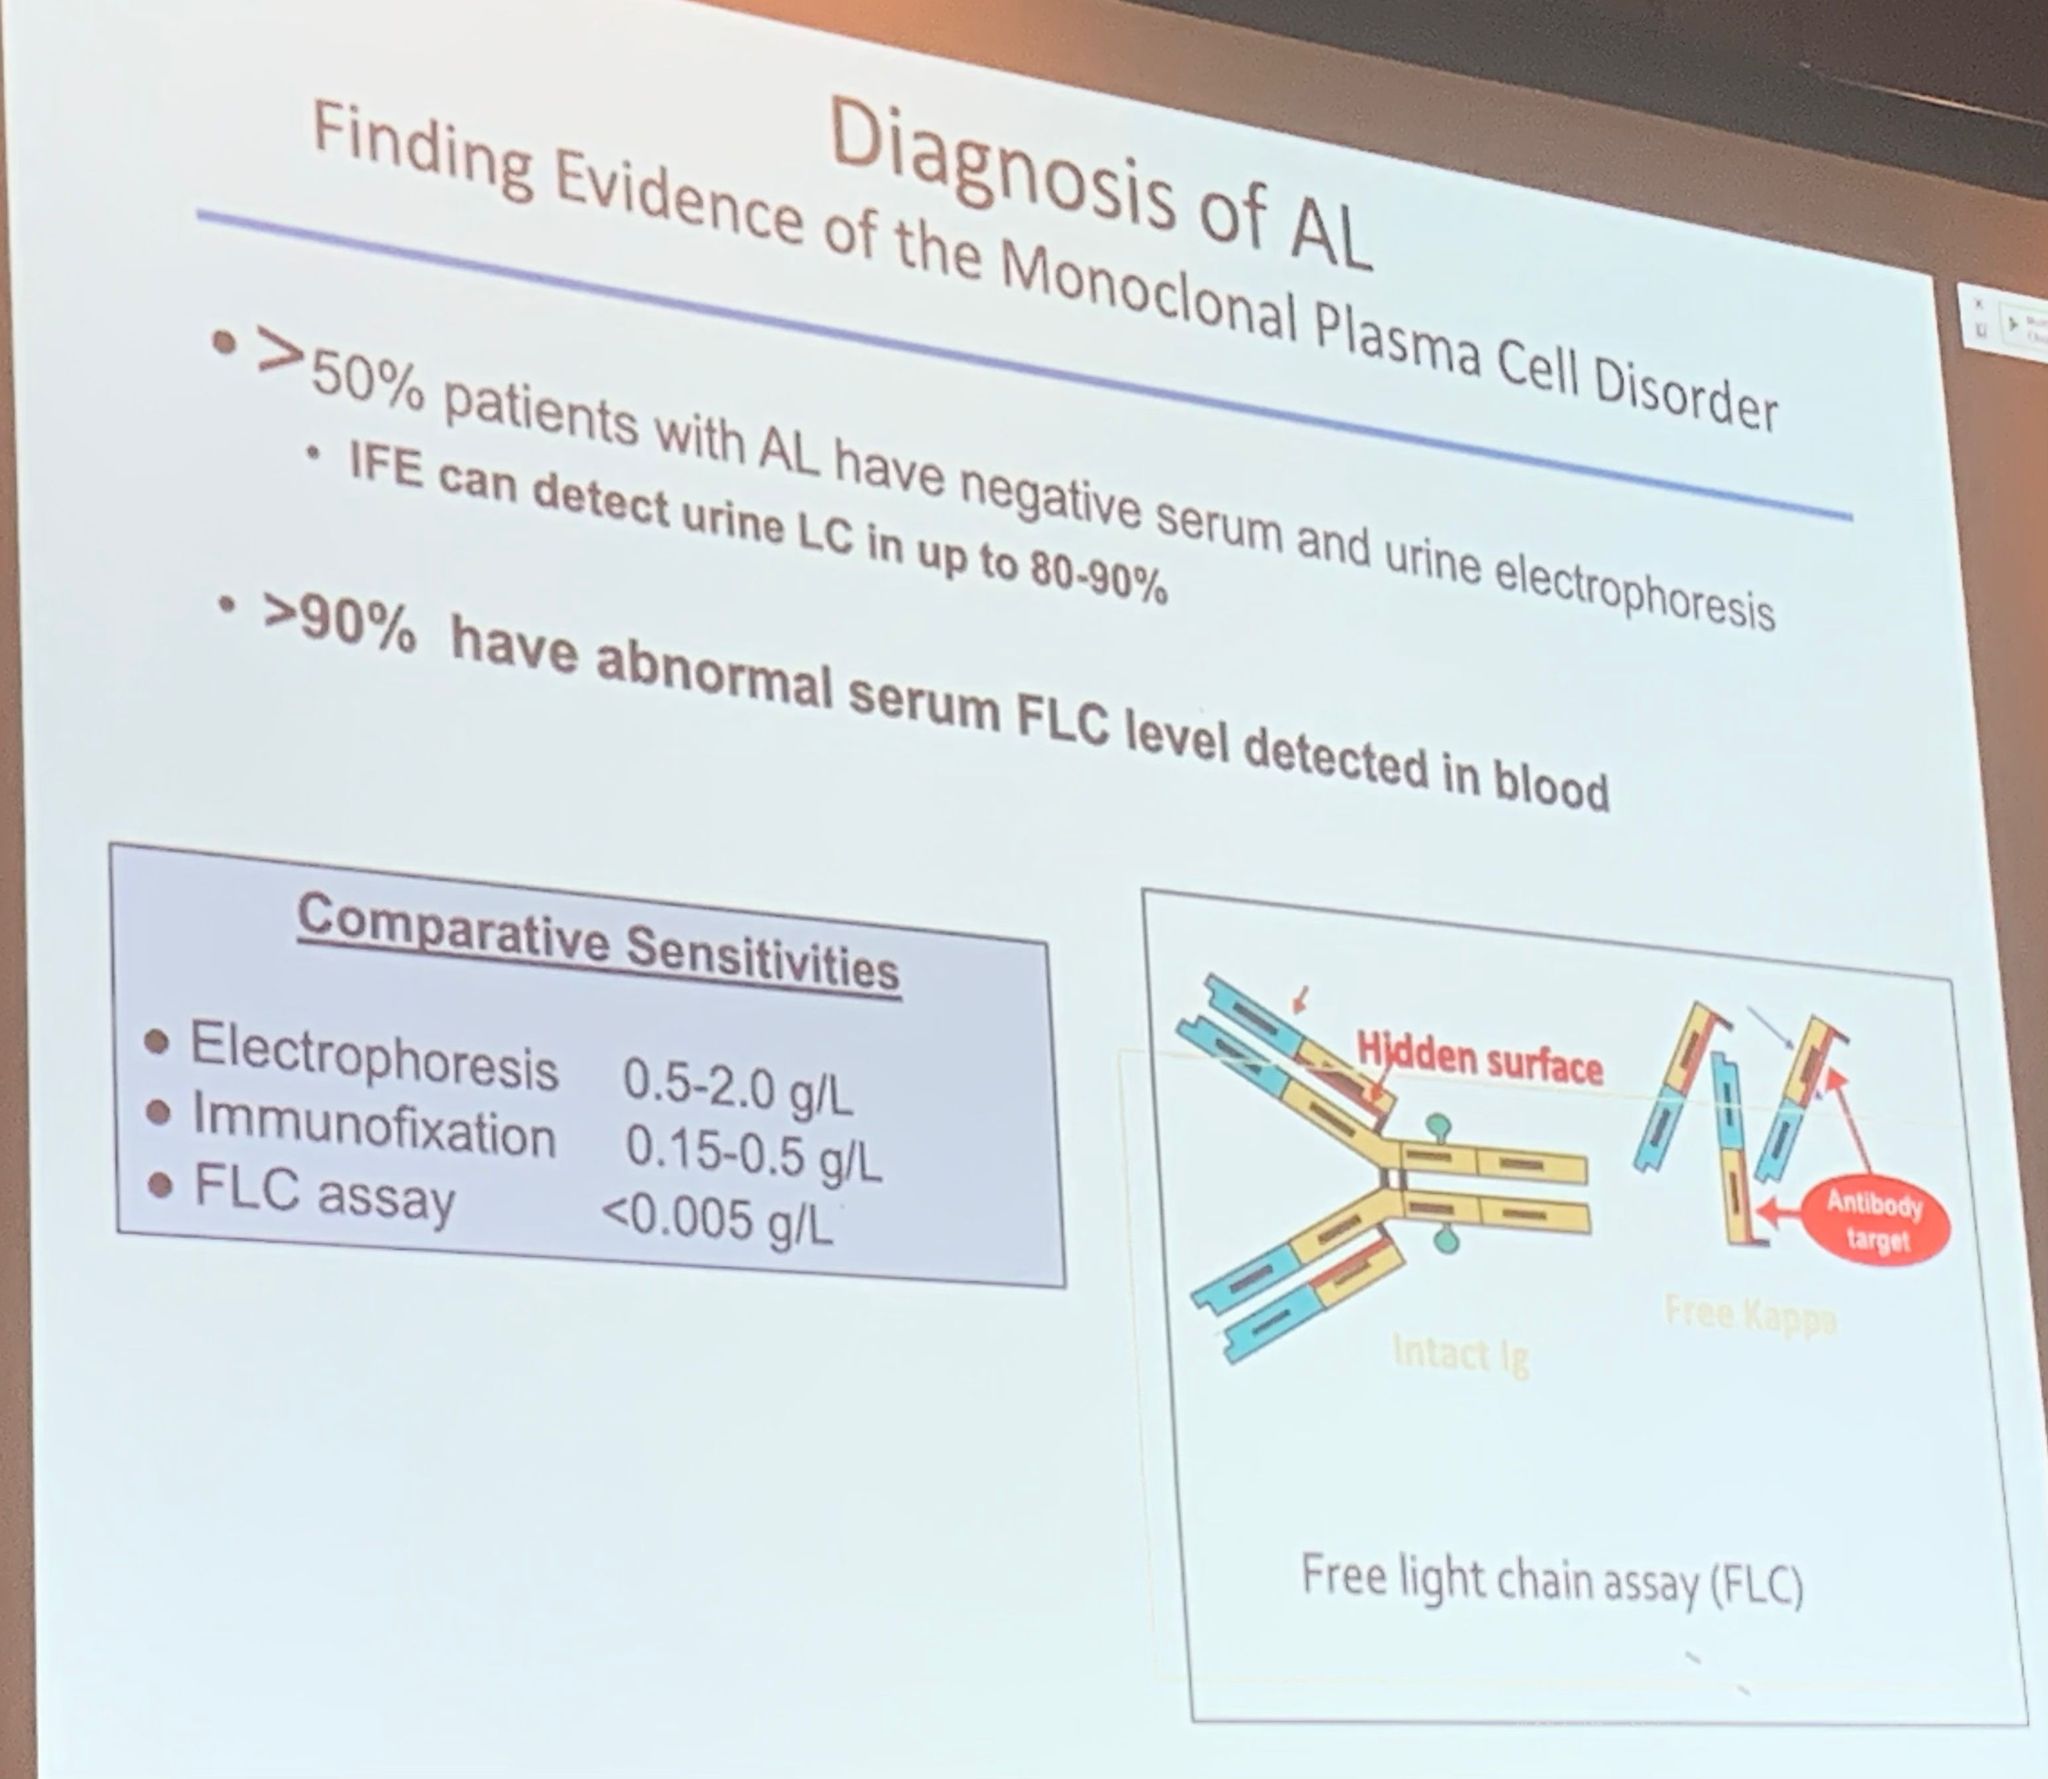 Diagnosis of AL
Finding Evidence of the Monoclonal Plasma Cell Disorder
• >50% patients with AL have negative serum and urine electrophoresis
• IFE can detect urine LC in up to 80-90%
• >90% have abnormal serum FLC level detected in blood
Comparative Sensitivities
• Electrophoresis 0.5-2.0 g/L
• Immunofixation 0.15-0.5 g/L
• FLC assay <0.005 g/L
Hidden surface
Antibody
target
Free Kappa
Intact Ig
Free light chain assay (FLC)